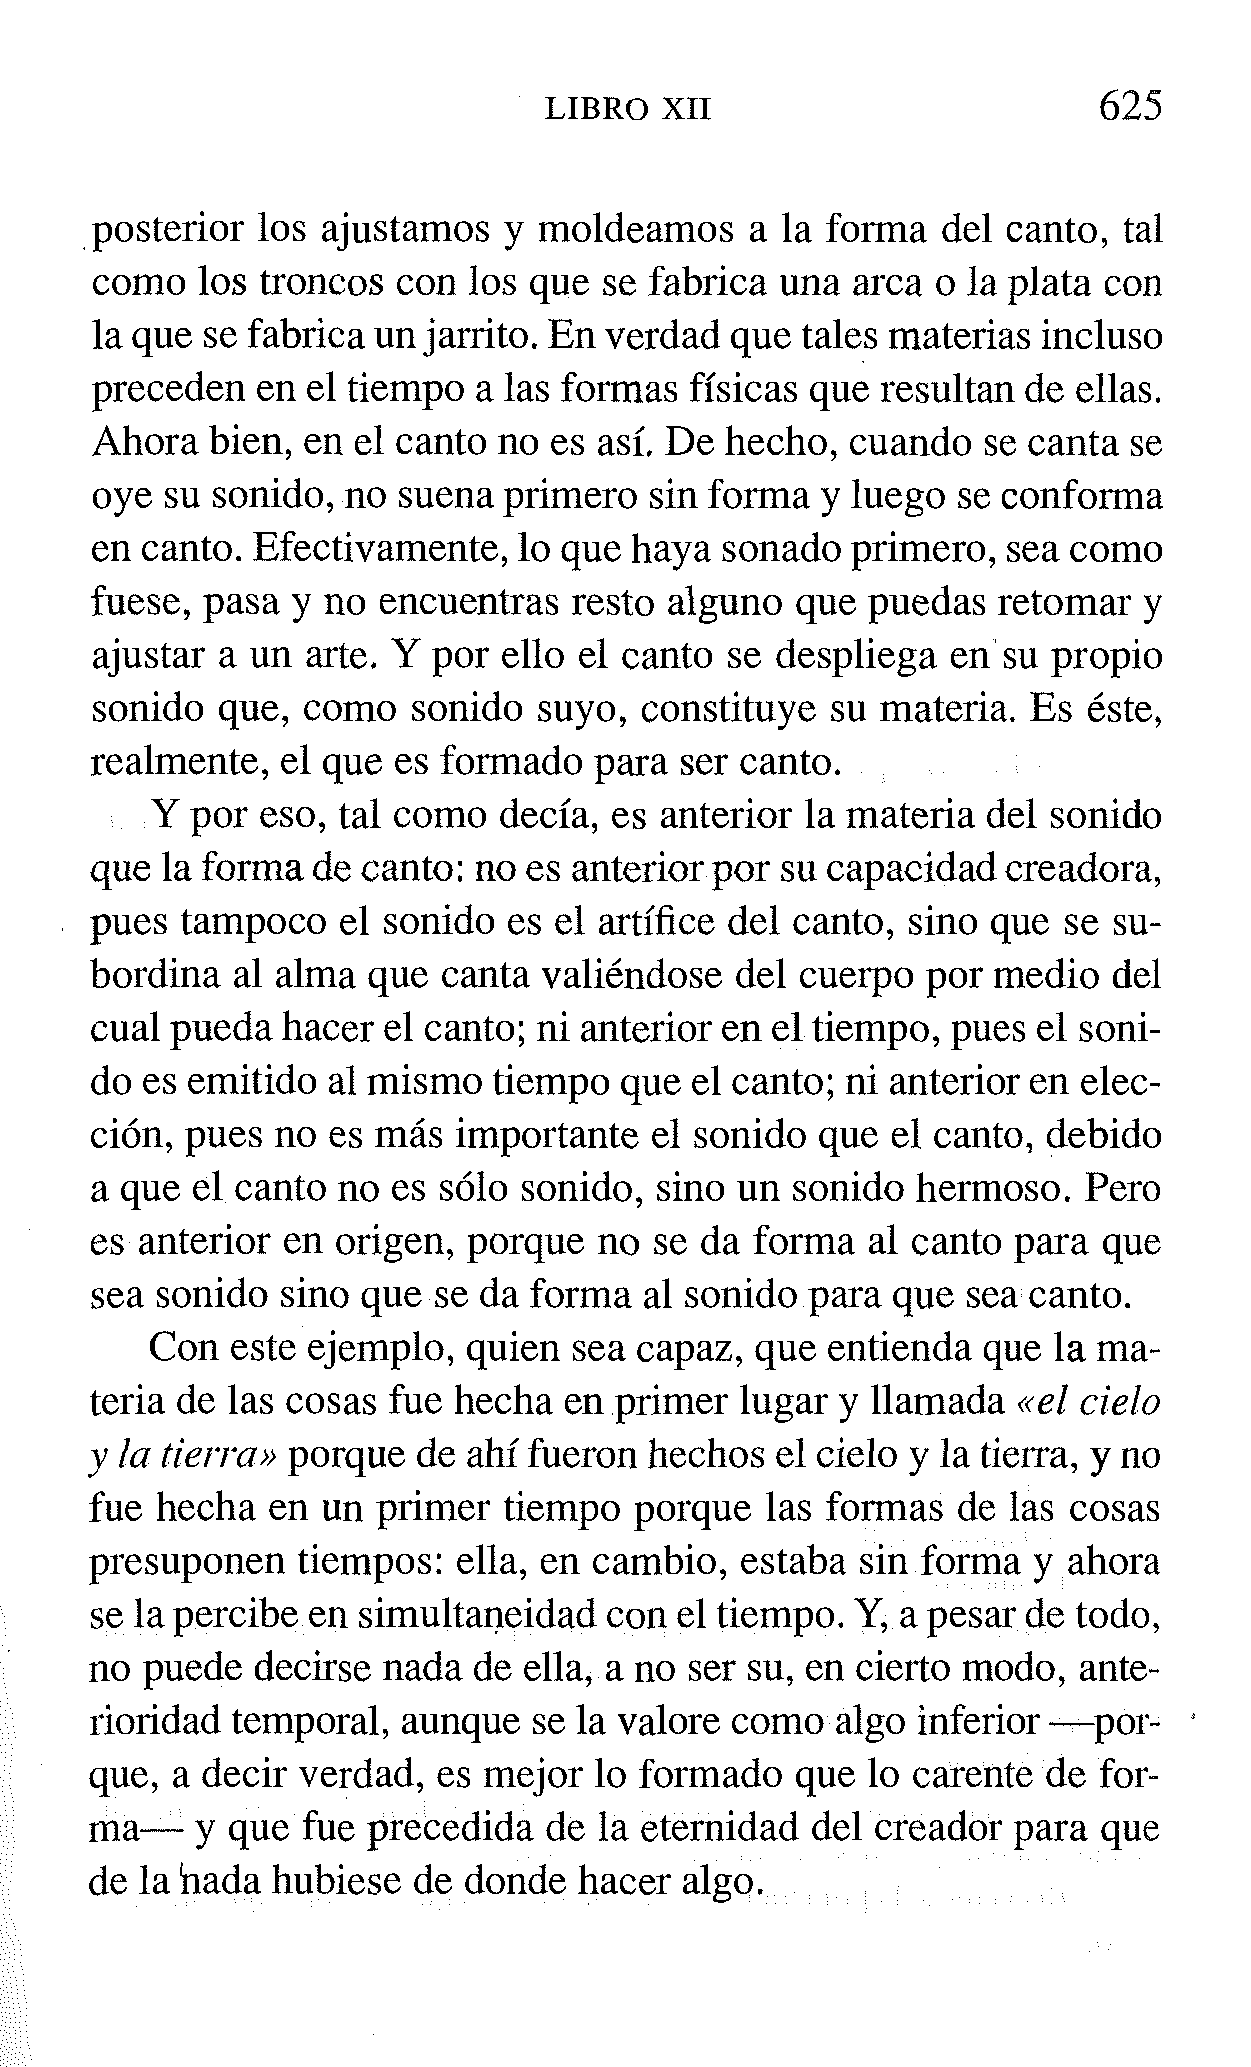 LIBRO XII 625
posterior los ajustamos y moldeamos a la forma del canto, tal
como los troncos con los que se fabrica una arca o la plata con
la que se fabrica un jarrito. En verdad que tales materias incluso
preceden en el tiempo a las formas físicas que resultan de ellas.
Ahora bien, en el canto no es así. De hecho, cuando se canta se
oye su sonido, no suena primero sin forma y luego se conforma
en canto. Efectivamente, lo que haya sonado primero, sea como
fuese, pasa y no encuentras resto alguno que puedas retomar y
ajustar a un arte. Y por ello el canto se despliega en su propio
sonido que, como sonido suyo, constituye su materia. Es éste,
realmente, el que es formado para ser canto.
Y por eso, tal como decía, es anterior la materia del sonido
que la forma de canto: no es anterior por su capacidad creadora,
pues tampoco el sonido es el artífice del canto, sino que se su-
bordina al alma que canta valiéndose del cuerpo por medio del
cual pueda hacer el canto; ni anterior en el tiempo, pues el soni-
do es emitido al mismo tiempo que el canto; ni anterior en elec-
ción, pues no es más importante el sonido que el canto, debido
a que el canto no es sólo sonido, sino un sonido hermoso. Pero
es anterior en origen, porque no se da forma al canto para que
sea sonido sino que se da forma al sonido para que sea canto.
Con este ejemplo, quien sea capaz, que entienda que la ma-
teria de las cosas fue hecha en primer lugar y llamada «el cielo
y la tierra» porque de ahí fueron hechos el cielo y la tierra, y no
fue hecha en un primer tiempo porque las formas de las cosas
presuponen tiempos: ella, en cambio, estaba sin forma y ahora
se la percibe en simultaneidad con el tiempo. Y, a pesar de todo,
no puede decirse nada de ella, a no ser su, en cierto modo, ante-
rioridad temporal, aunque se la valore como algo inferior —por-
que, a decir verdad, es mejor lo formado que lo carente de for-
ma— y que fue precedida de la eternidad del creador para que
de la nada hubiese de donde hacer algo.